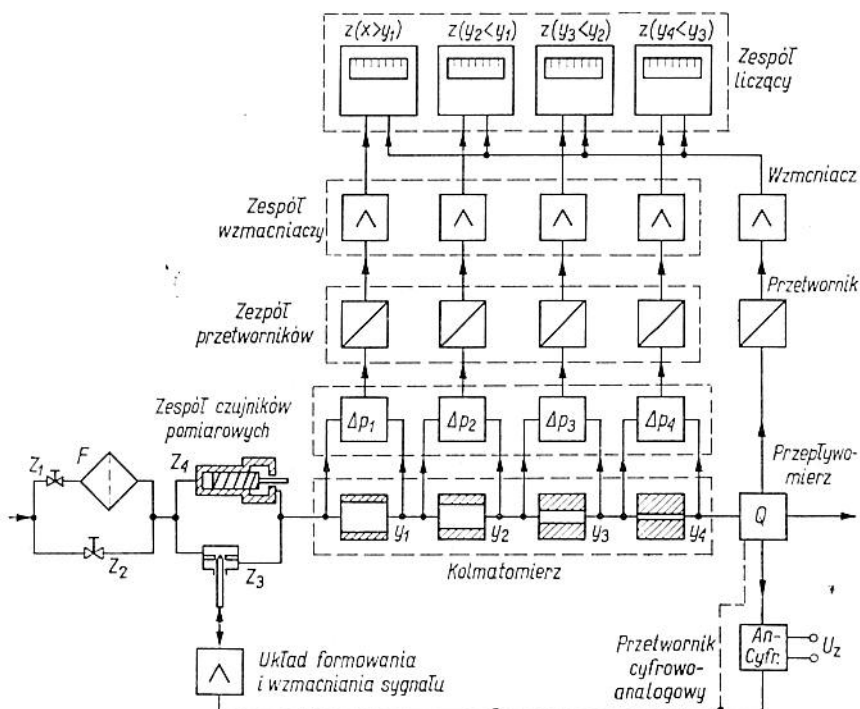 z(x>y₁) z(y₂<y₁) z(y₃<y₂) z(y₄<y₃)
Zespół
liczący
Wzmcniacz
Zespół
wzmacniaczy
Λ Λ Λ Λ Λ
Przetwornik
Zezpół
przetworników
Zespół czujników
pomiarowych
Δp₁ Δp₂ Δp₃ Δp₄
Przepływo-
mierz
Z₁ F Z₄
y₁ y₂ y₃ y₄ Q
Z₂ Z₃
Kolmatomierz
Układ formowania
i wzmacniania sygnału
Λ
Przetwornik
cyfrowo-
analogowy
An-
Cyfr.
U_z